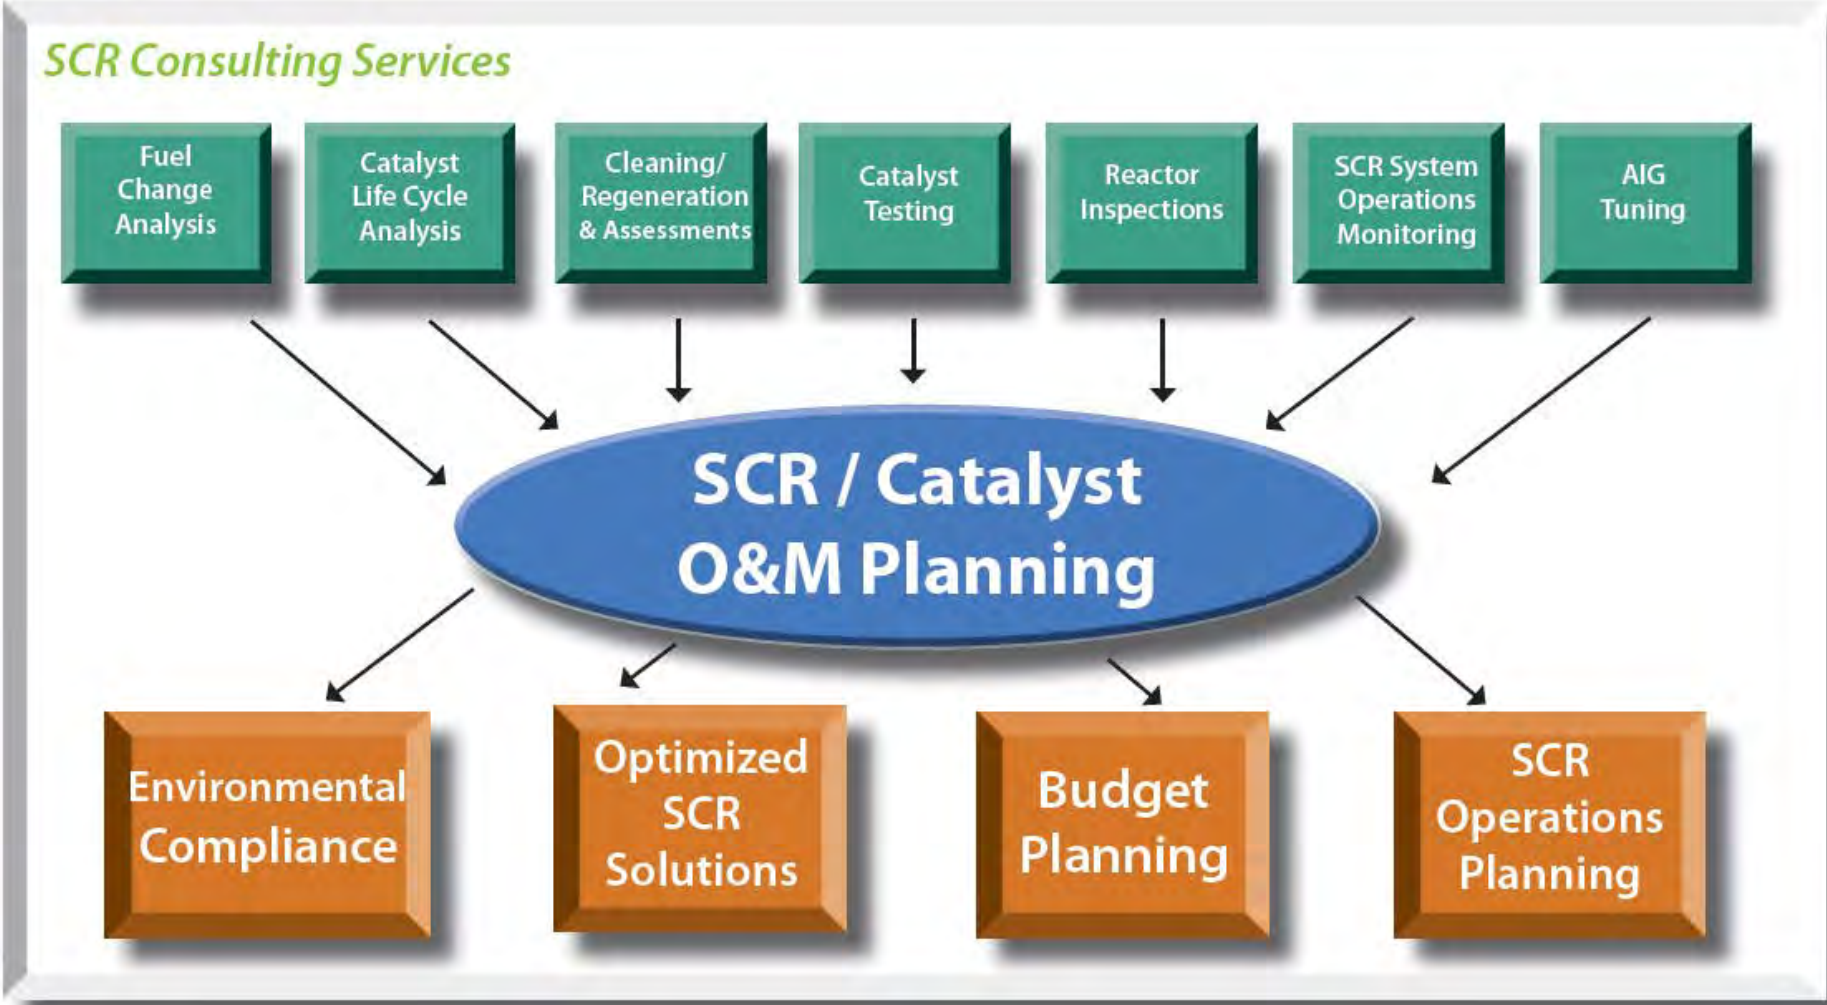 SCR Consulting Services
Fuel
Change
Analysis
Catalyst
Life Cycle
Analysis
Cleaning/
Regeneration
& Assessments
Catalyst
Testing
Reactor
Inspections
SCR System
Operations
Monitoring
AIG
Tuning
SCR / Catalyst
O&M Planning
Environmental
Compliance
Optimized
SCR
Solutions
Budget
Planning
SCR
Operations
Planning